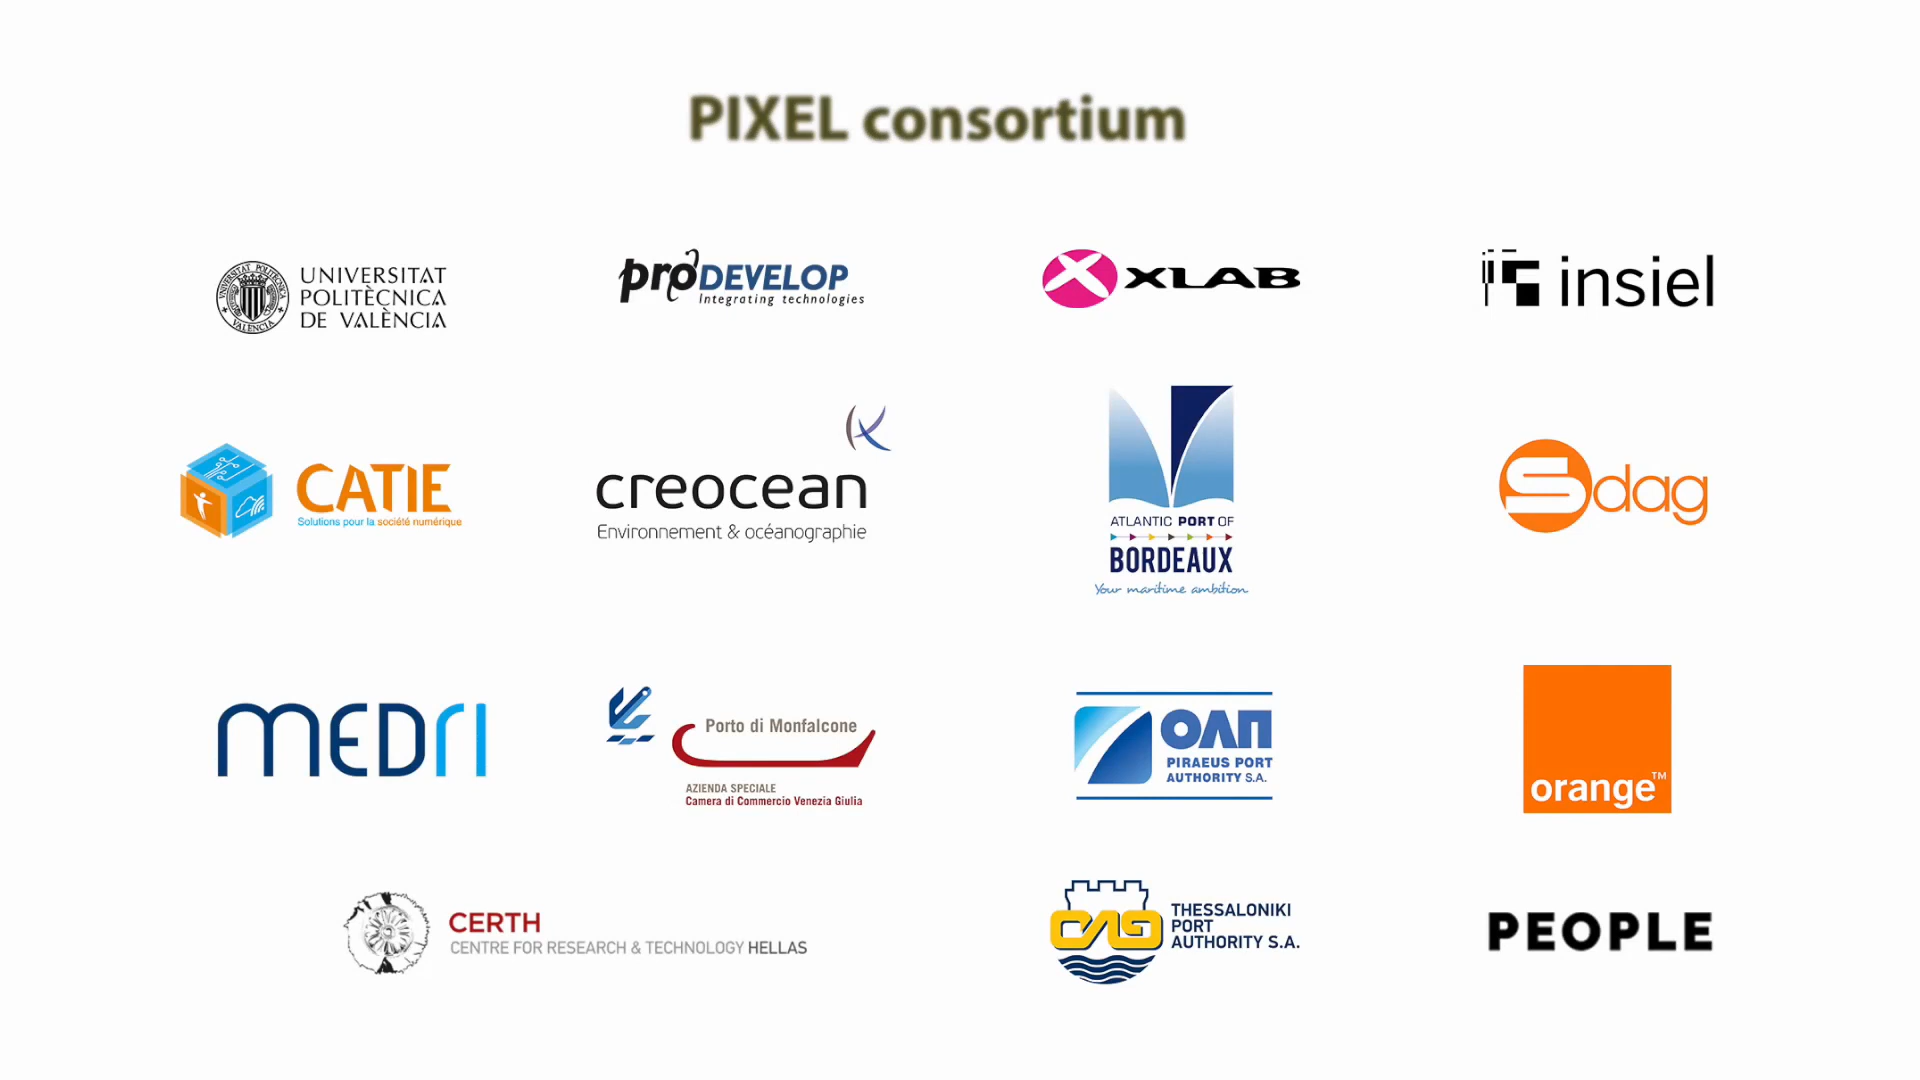 PIXEL consortium
UNIVERSITAT
POLITÈCNICA
DE VALÈNCIA
proDEVELOP
Integrating technologies
XLAB
insiel
CATIE
Solutions pour la société numérique
creocean
Environnement & océanographie
ATLANTIC PORT OF
BORDEAUX
Your maritime ambition
Sdag
MEDRI
Porto di Monfalcone
AZIENDA SPECIALE
Camera di Commercio Venezia Giulia
ΟΛΠ
PIRAEUS PORT
AUTHORITY S.A.
orange™
CERTH
CENTRE FOR RESEARCH & TECHNOLOGY HELLAS
THESSALONIKI
PORT
AUTHORITY S.A.
PEOPLE